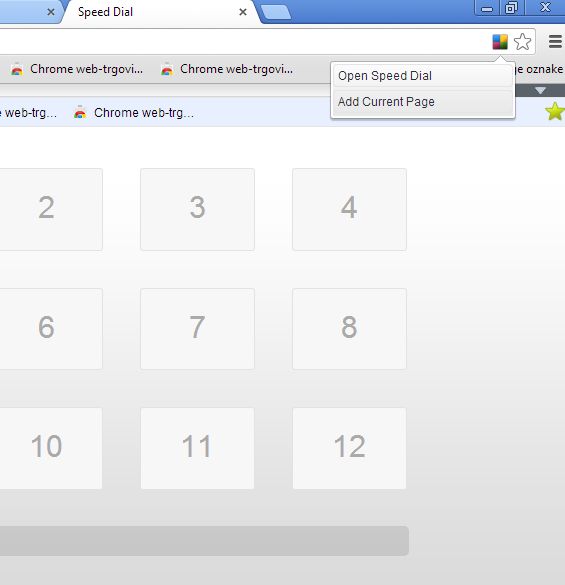 Speed Dial
Chrome web-trgovi... Chrome web-trgovi... ge oznake
Open Speed Dial
Add Current Page
e web-trg... Chrome web-trg...
2 3 4
6 7 8
10 11 12